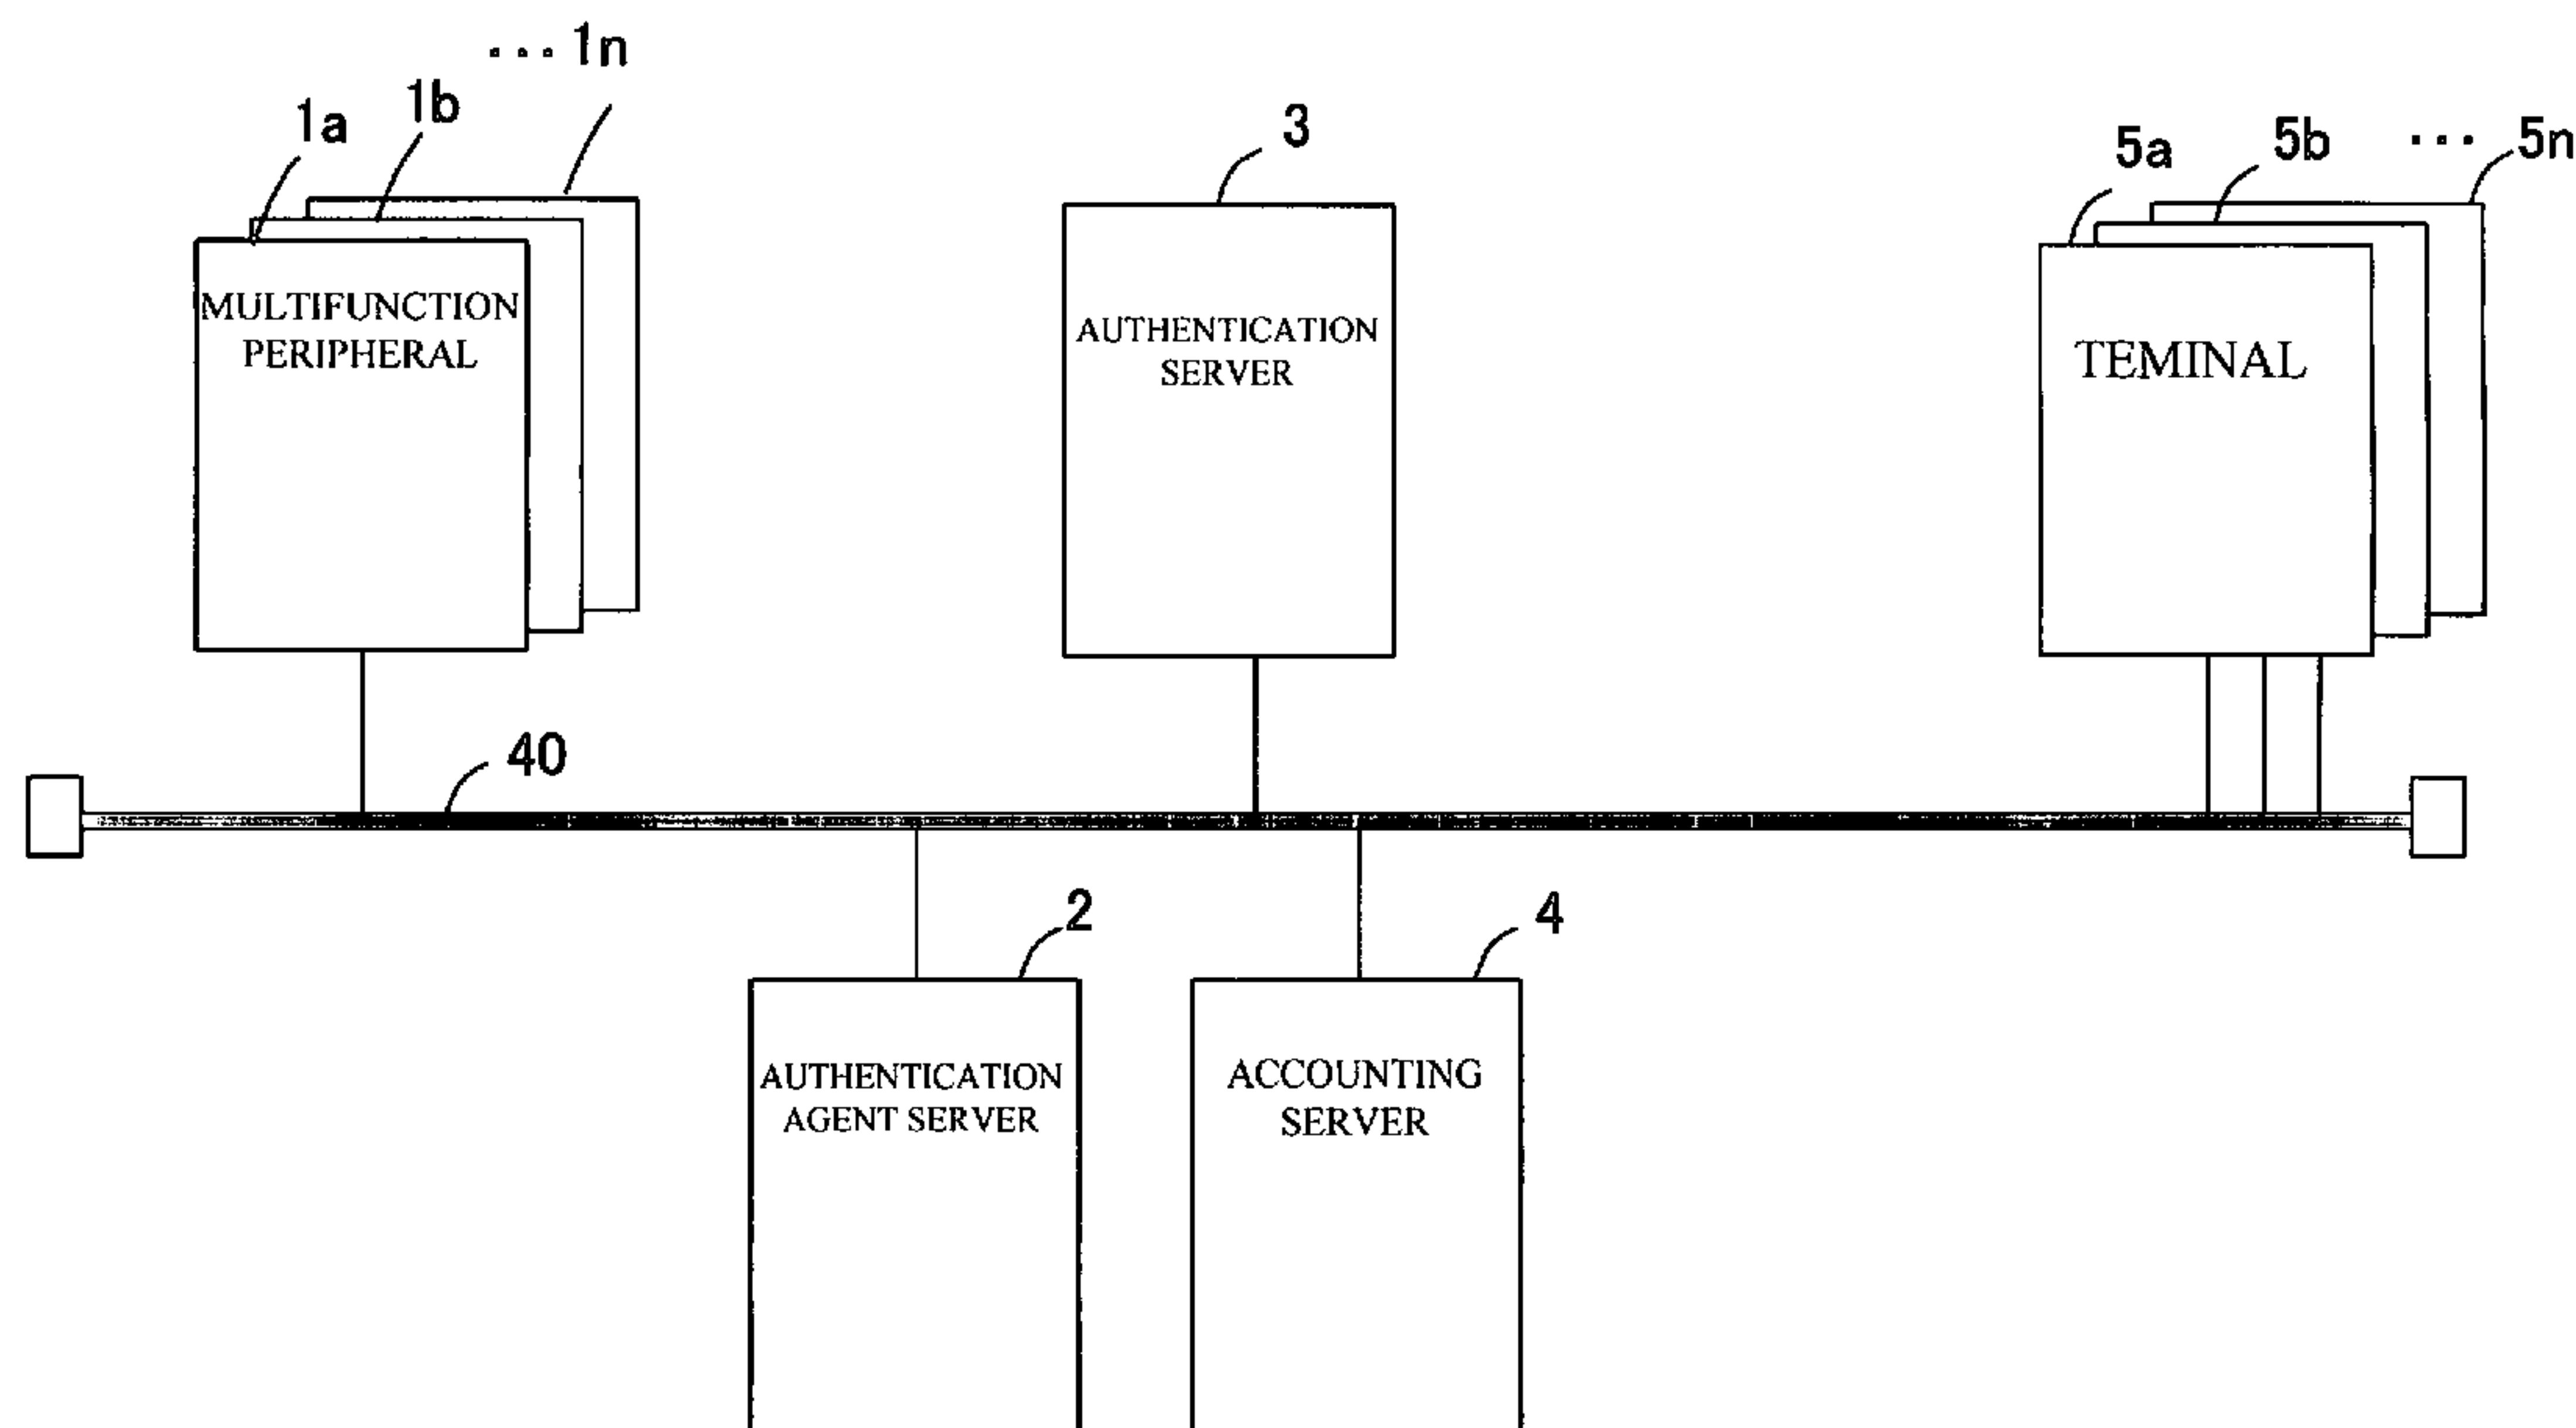 ··· 1n
1a
1b
3
5a
5b
··· 5n
MULTIFUNCTION
PERIPHERAL
AUTHENTICATION
SERVER
TEMINAL
40
2
4
AUTHENTICATION
AGENT SERVER
ACCOUNTING
SERVER